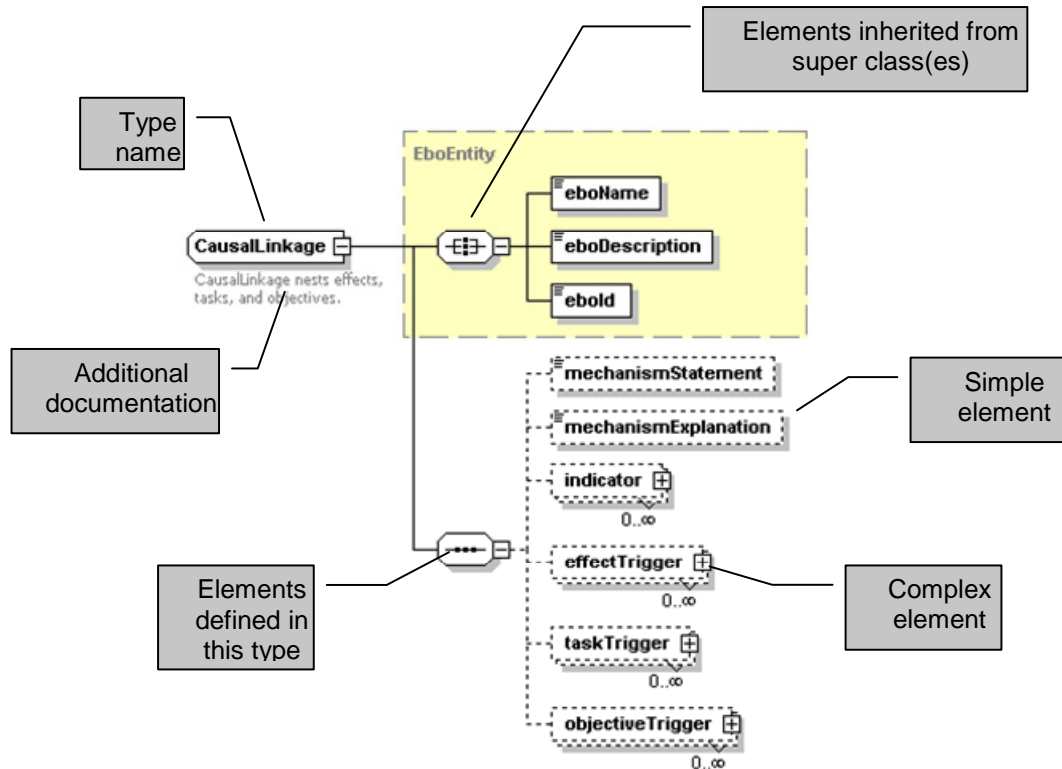 Elements inherited from
super class(es)
Type
name
EboEntity
eboName
CausalLinkage
eboDescription
CausalLinkage nests effects,
tasks, and objectives.
eboId
Additional
documentation
mechanismStatement
Simple
element
mechanismExplanation
indicator
0..∞
Elements
defined in
this type
effectTrigger
0..∞
Complex
element
taskTrigger
0..∞
objectiveTrigger
0..∞